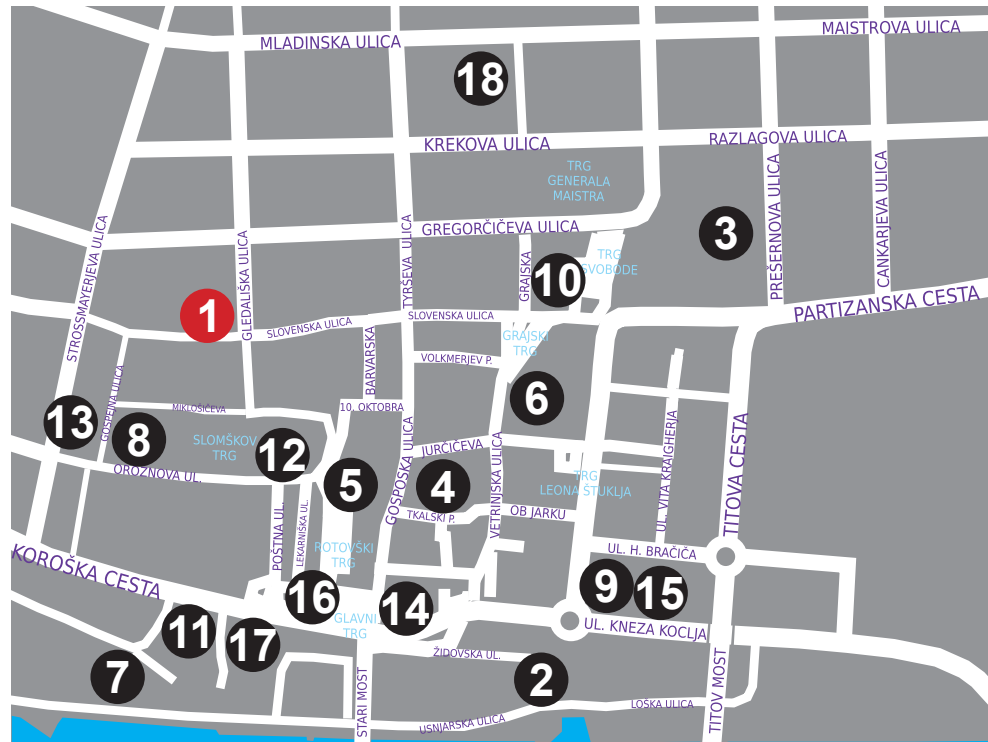 MLADINSKA ULICA
MAISTROVA ULICA
18
KREKOVA ULICA
RAZLAGOVA ULICA
TRG
GENERALA
MAISTRA
GREGORČIČEVA ULICA
3
PREŠERNOVA ULICA
CANKARJEVA ULICA
STROSSMAYERJEVA ULICA
GLEDALIŠKA ULICA
TYRŠEVA ULICA
GRAJSKA
10
TRG
SVOBODE
1
SLOVENSKA ULICA
SLOVENSKA ULICA
PARTIZANSKA CESTA
GRAJSKI
TRG
BARVARSKA
VOLKMERJEV P.
GOSPEJNA ULICA
MIKLOŠIČEVA
10. OKTOBRA
6
13
8
SLOMŠKOV
TRG
12
OROŽNOVA UL.
5
GOSPOSKA ULICA
JURČIČEVA
4
VETRINJSKA ULICA
TRG
LEONA ŠTUKLJA
UL. VITA KRAIGHERJA
TITOVA CESTA
TKALSKI P.
OB JARKU
POŠTNA UL.
LEKARNIŠKA UL.
ROTOVŠKI
TRG
UL. H. BRAČIČA
KOROŠKA CESTA
16
14
9
15
GLAVNI
TRG
UL. KNEZA KOCLJA
11
17
7
ŽIDOVSKA UL.
2
STARI MOST
USNJARSKA ULICA
LOŠKA ULICA
TITOV MOST